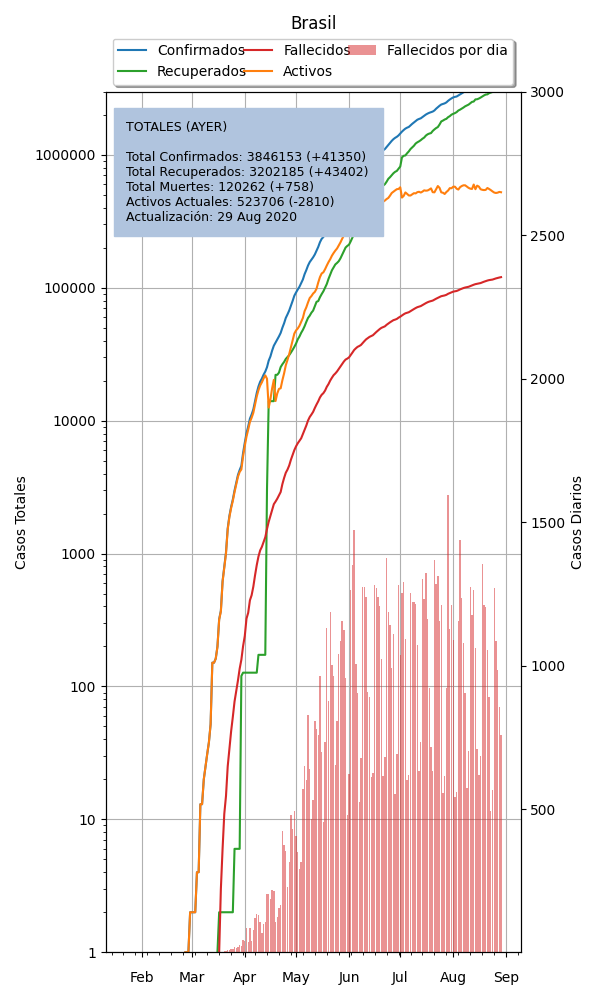 Brasil
Confirmados
Recuperados
Fallecidos
Activos
Fallecidos por dia
TOTALES (AYER)
Total Confirmados: 3846153 (+41350)
Total Recuperados: 3202185 (+43402)
Total Muertes: 120262 (+758)
Activos Actuales: 523706 (-2810)
Actualización: 29 Aug 2020
Casos Totales
1000000
100000
10000
1000
100
10
1
Casos Diarios
3000
2500
2000
1500
1000
500
Feb Mar Apr May Jun Jul Aug Sep